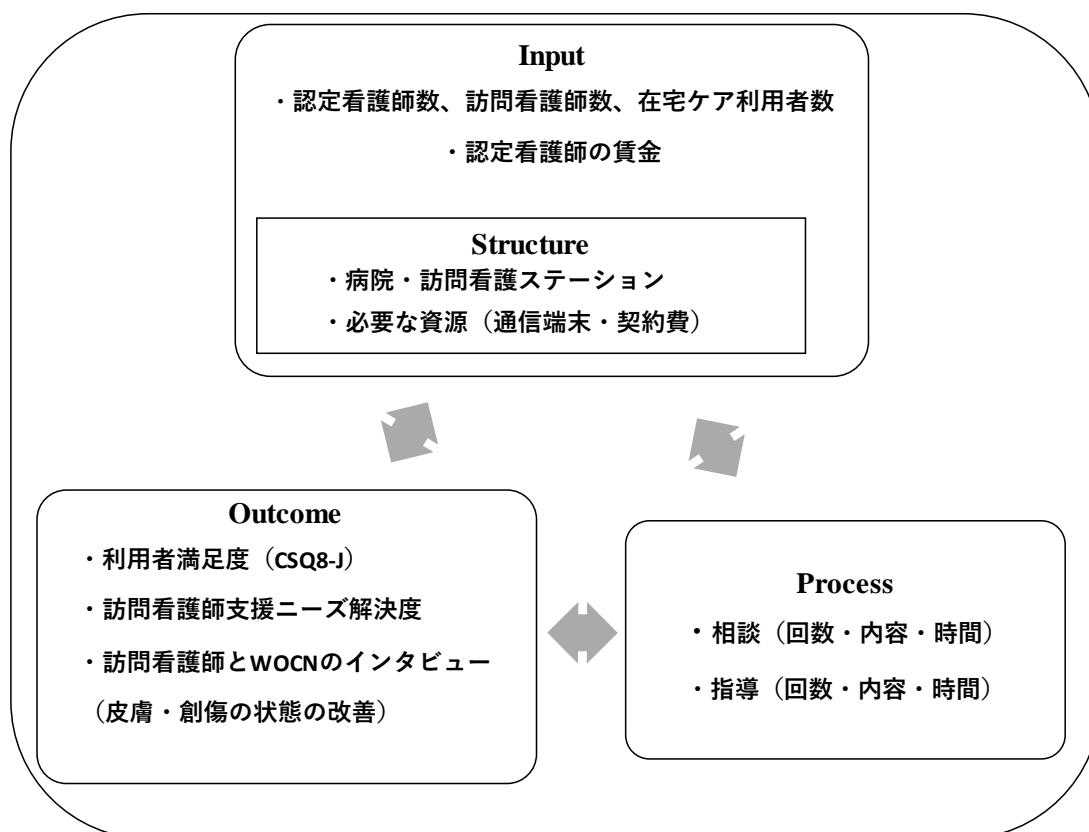 Input
・認定看護師数、訪問看護師数、在宅ケア利用者数
・認定看護師の賃金
Structure
・病院・訪問看護ステーション
・必要な資源（通信端末・契約費）
Outcome
・利用者満足度（CSQ8-J）
・訪問看護師支援ニーズ解決度
・訪問看護師とWOCNのインタビュー
（皮膚・創傷の状態の改善）
Process
・相談（回数・内容・時間）
・指導（回数・内容・時間）